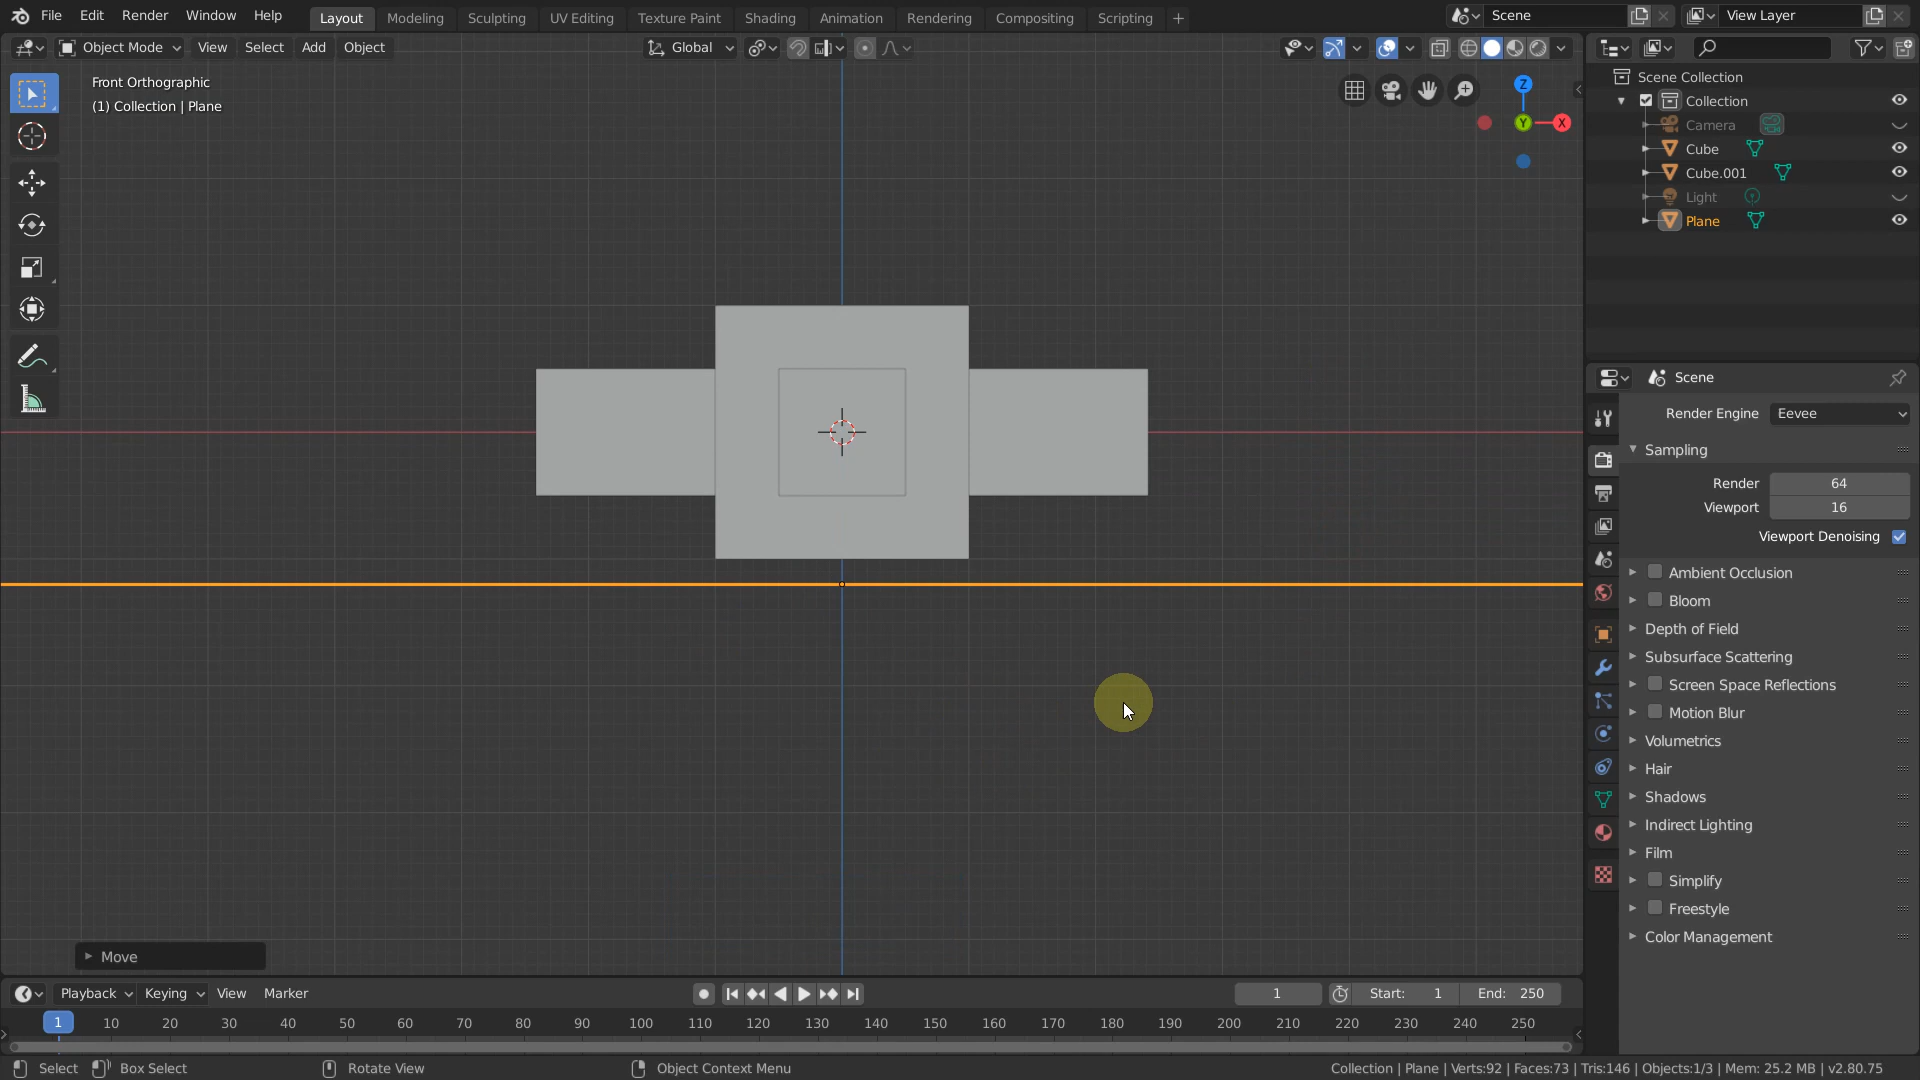 File Edit Render Window Help Layout Modeling Sculpting UV Editing Texture Paint Shading Animation Rendering Compositing Scripting + Scene View Layer
Object Mode View Select Add Object Global
Front Orthographic
(1) Collection | Plane
Z
Y
X
Scene Collection
Collection
Camera
Cube
Cube.001
Light
Plane
Scene
Render Engine Eevee
Sampling
Render 64
Viewport 16
Viewport Denoising
Ambient Occlusion
Bloom
Depth of Field
Subsurface Scattering
Screen Space Reflections
Motion Blur
Volumetrics
Hair
Shadows
Indirect Lighting
Film
Simplify
Freestyle
Color Management
Move
Playback Keying View Marker 1 Start: 1 End: 250
1 10 20 30 40 50 60 70 80 90 100 110 120 130 140 150 160 170 180 190 200 210 220 230 240 250
Select Box Select Rotate View Object Context Menu Collection | Plane | Verts:92 | Faces:73 | Tris:146 | Objects:1/3 | Mem: 25.2 MB | v2.80.75